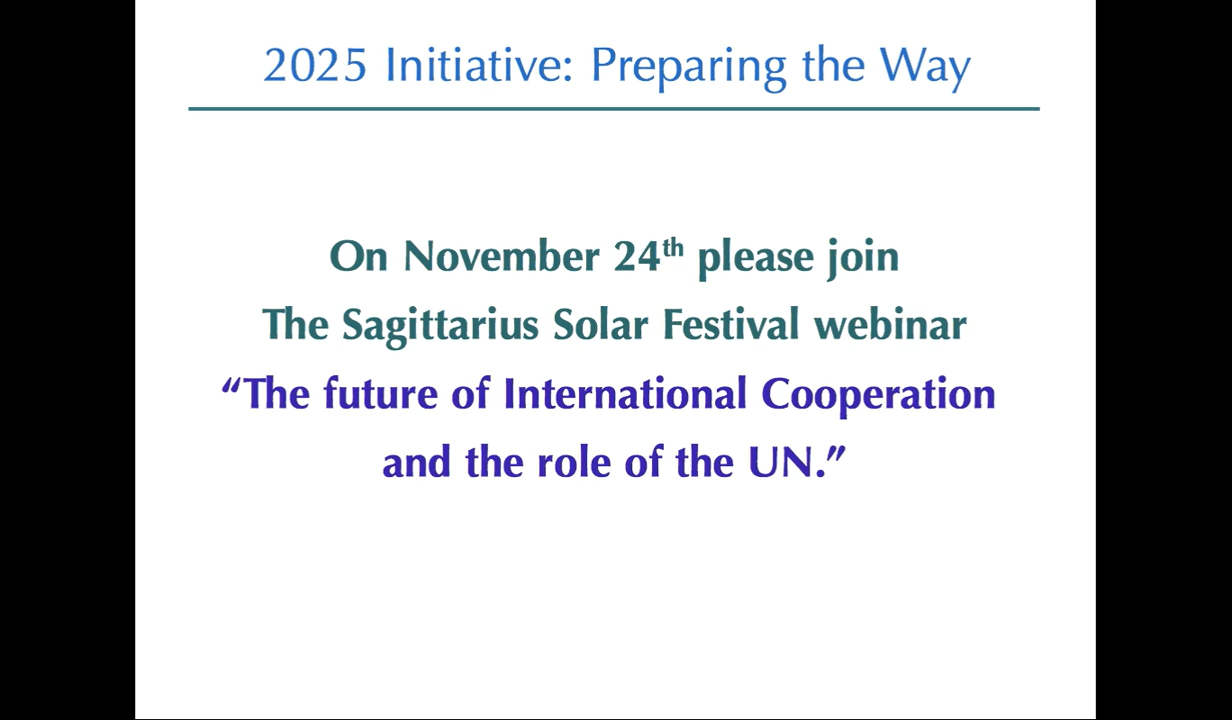 2025 Initiative: Preparing the Way
On November 24th please join
The Sagittarius Solar Festival webinar
“The future of International Cooperation
and the role of the UN.”